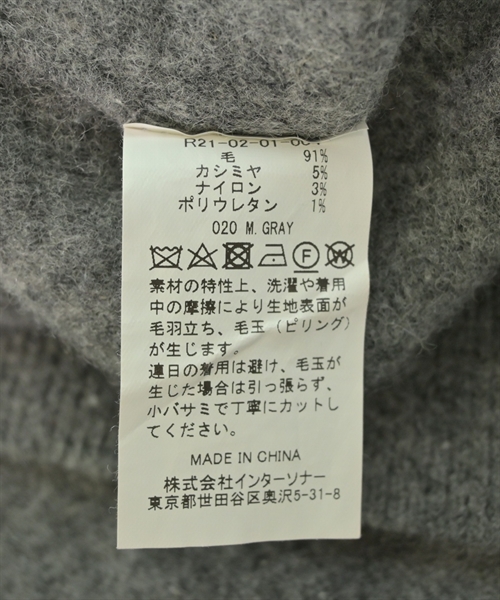 R21-02-01-00
毛 91%
カシミヤ 5%
ナイロン 3%
ポリウレタン 1%
020 M.GRAY
素材の特性上、洗濯や着用
中の摩擦により生地表面が
毛羽立ち、毛玉(ピリング)
が生じます。
連日の着用は避け、毛玉が
生じた場合は引っ張らず、
小バサミで丁寧にカットし
てください。
MADE IN CHINA
株式会社インターソナー
東京都世田谷区奥沢5-31-8